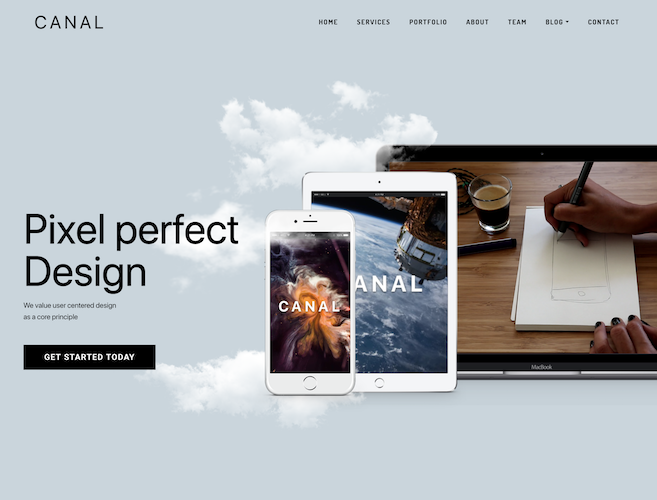 CANAL
HOME SERVICES PORTFOLIO ABOUT TEAM BLOG CONTACT
Pixel perfect
Design
We value user centered design
as a core principle
GET STARTED TODAY
CANAL
ANAL
MacBook